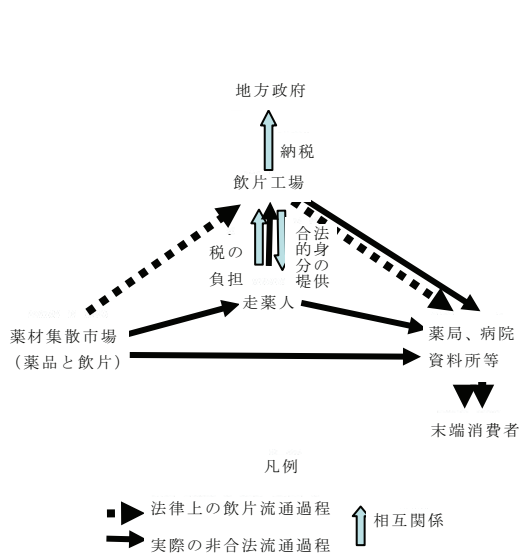 地方政府
納税
飲片工場
税の
負担
合法的身分の提供
走薬人
薬材集散市場
（薬品と飲片）
薬局、病院
資料所等
末端消費者
凡例
法律上の飲片流通過程
実際の非合法流通過程
相互関係